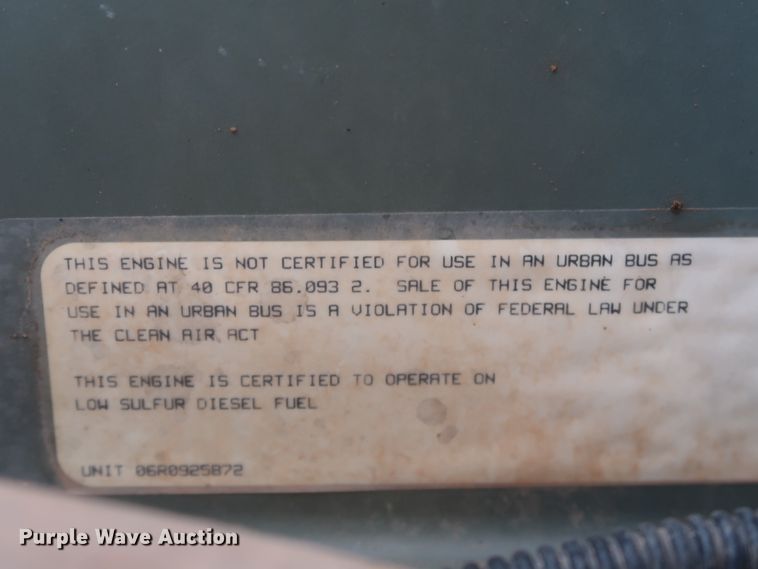 THIS ENGINE IS NOT CERTIFIED FOR USE IN AN URBAN BUS AS
DEFINED AT 40 CFR 86.093 2. SALE OF THIS ENGINE FOR
USE IN AN URBAN BUS IS A VIOLATION OF FEDERAL LAW UNDER
THE CLEAN AIR ACT
THIS ENGINE IS CERTIFIED TO OPERATE ON
LOW SULFUR DIESEL FUEL
UNIT 06R0925872
Purple Wave Auction